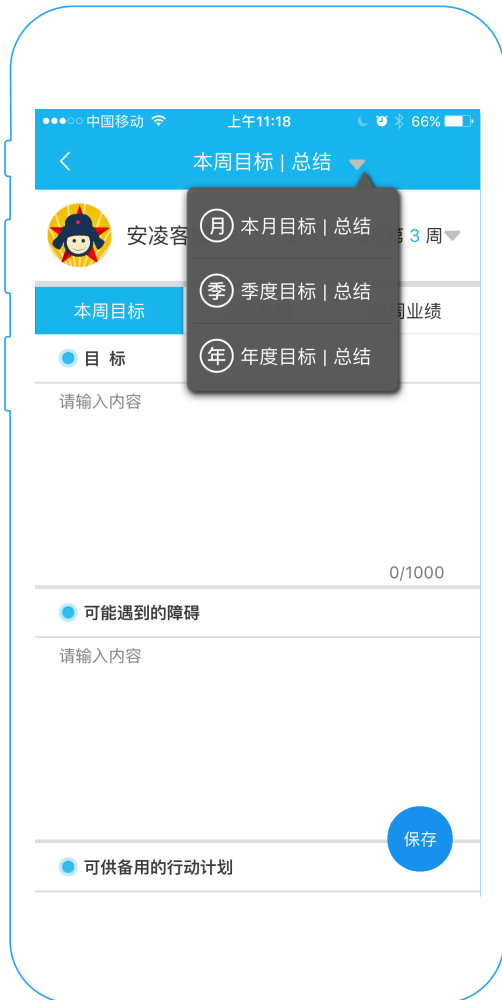 中国移动 上午11:18 66%
本周目标 | 总结
月 本月目标 | 总结
安凌客
3 周
季 季度目标 | 总结
本周目标
周业绩
年 年度目标 | 总结
目 标
请输入内容
0/1000
可能遇到的障碍
请输入内容
保存
可供备用的行动计划